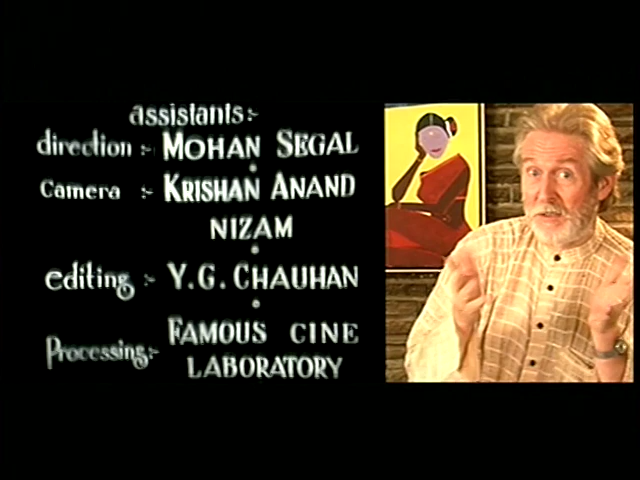 assistants:-
direction :- MOHAN SEGAL
camera :- KRISHAN ANAND
NIZAM
editing :- Y.G. CHAUHAN
Processing:- FAMOUS CINE
LABORATORY